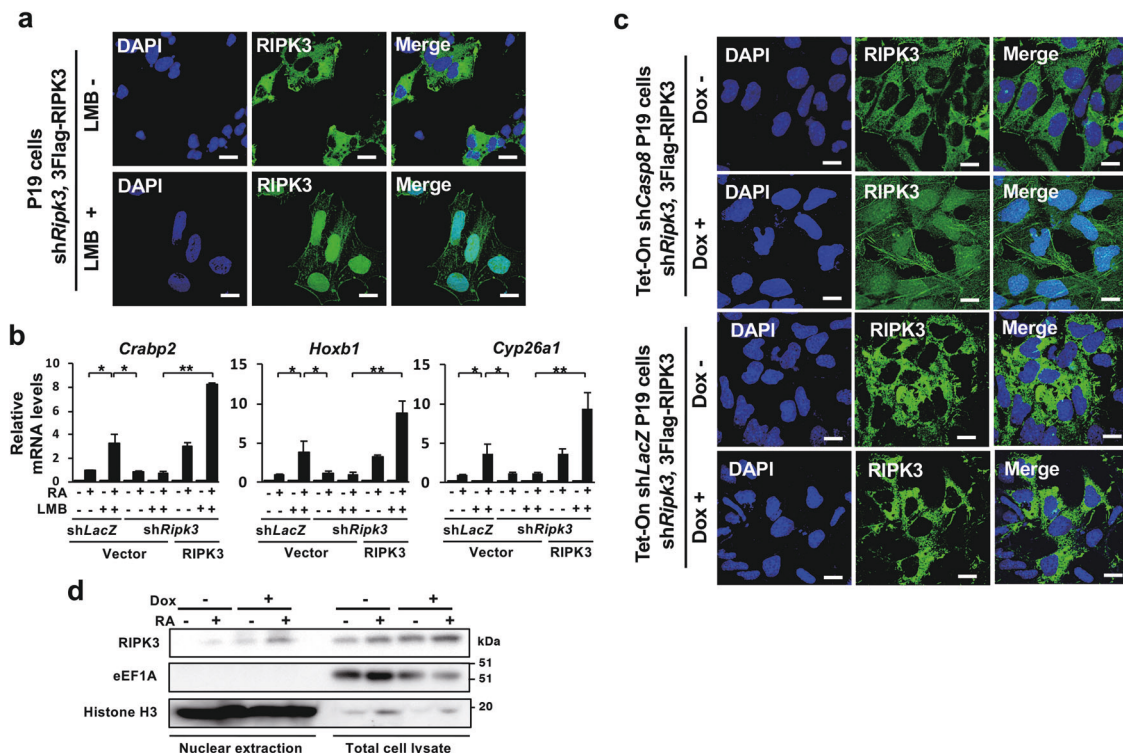 a
P19 cells
shRipk3, 3Flag-RIPK3
LMB -
LMB +
DAPI RIPK3 Merge
DAPI RIPK3 Merge
b
Relative
mRNA levels
Crabp2
10
8
6
4
2
0
* * **
Hoxb1
15
10
5
0
* * **
Cyp26a1
15
10
5
0
* * **
RA - + - + - + - + - + - +
LMB + + + + + +
- + - + - + - + - + - +
+ + + + + +
- + - + - + - + - + - +
+ + + + + +
shLacZ shRipk3
Vector RIPK3
shLacZ shRipk3
Vector RIPK3
shLacZ shRipk3
Vector RIPK3
c
Tet-On shCasp8 P19 cells
shRipk3, 3Flag-RIPK3
Dox -
Dox +
DAPI RIPK3 Merge
DAPI RIPK3 Merge
Tet-On shLacZ P19 cells
shRipk3, 3Flag-RIPK3
Dox -
Dox +
DAPI RIPK3 Merge
DAPI RIPK3 Merge
d
Dox - + - +
RA - + - + - + - +
RIPK3
kDa
eEF1A
51
51
Histone H3
20
Nuclear extraction Total cell lysate